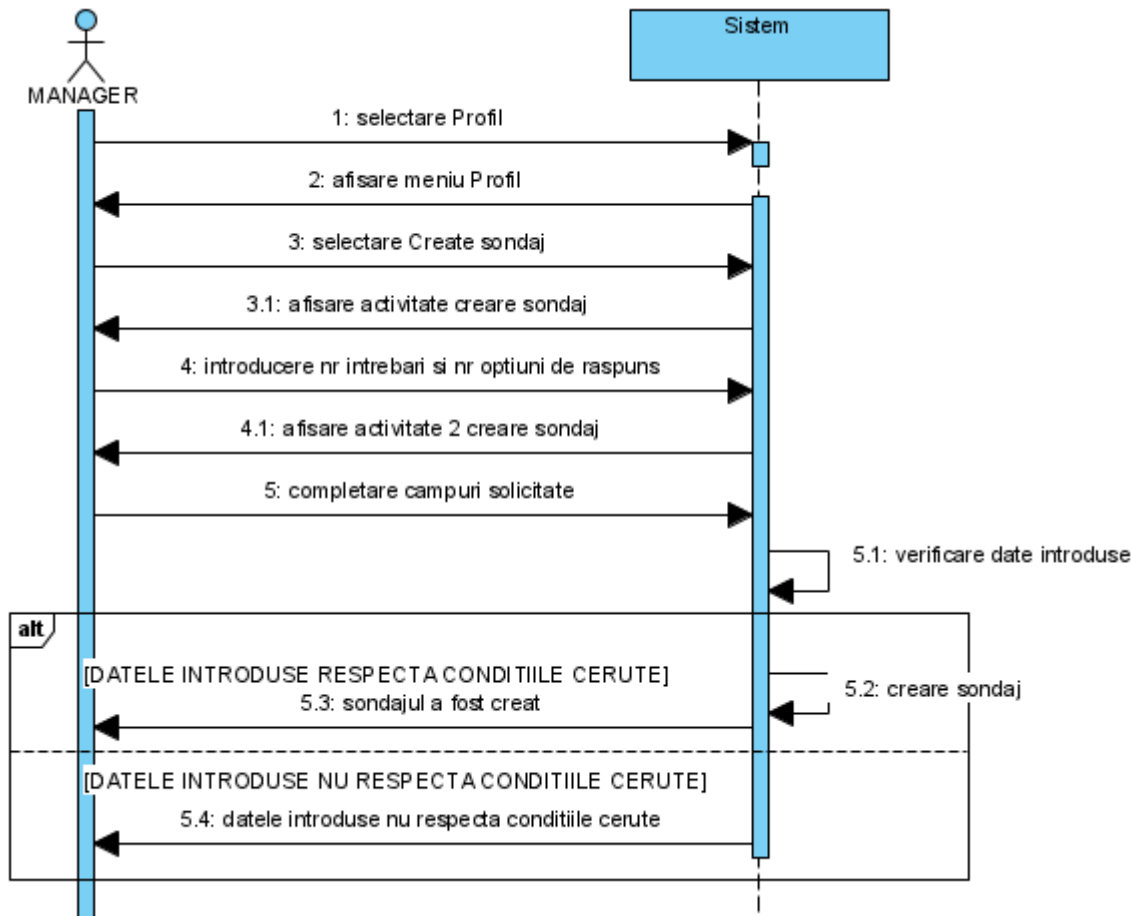 Sistem
MANAGER
1: selectare Profil
2: afisare meniu Profil
3: selectare Create sondaj
3.1: afisare activitate creare sondaj
4: introducere nr intrebari si nr optiuni de raspuns
4.1: afisare activitate 2 creare sondaj
5: completare campuri solicitate
5.1: verificare date introduse
alt
[DATELE INTRODUSE RESPECTA CONDITIILE CERUTE]
5.2: creare sondaj
5.3: sondajul a fost creat
[DATELE INTRODUSE NU RESPECTA CONDITIILE CERUTE]
5.4: datele introduse nu respecta conditiile cerute